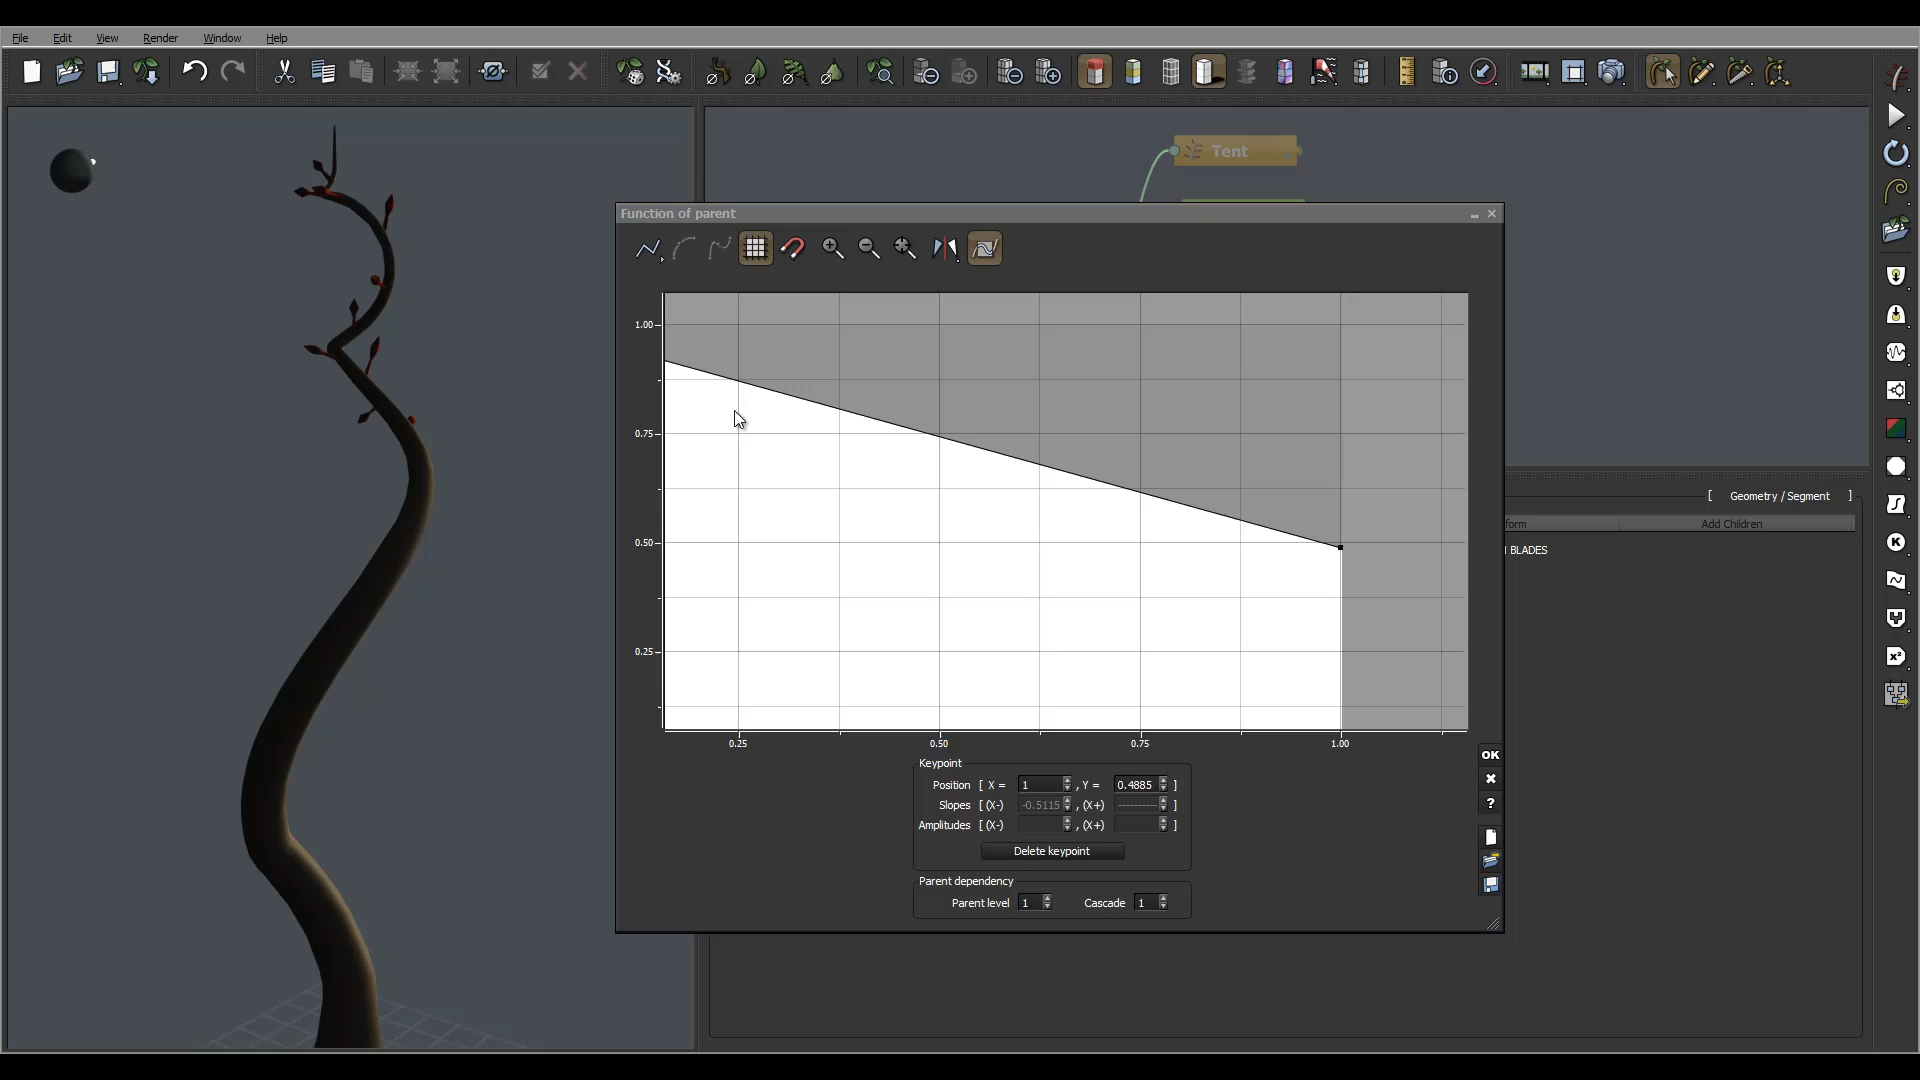 File Edit View Render Window Help
Tent
Function of parent
1.00
0.75
0.50
0.25
0.25 0.50 0.75 1.00
[ Geometry / Segment ]
form Add Children
BLADES
OK
Keypoint
Position [ X = 1 , Y = 0.4885 ]
Slopes [ (X-) -0.5115 , (X+) ---------- ]
Amplitudes [ (X-) , (X+) ]
Delete keypoint
?
Parent dependency
Parent level 1 Cascade 1
K
x²